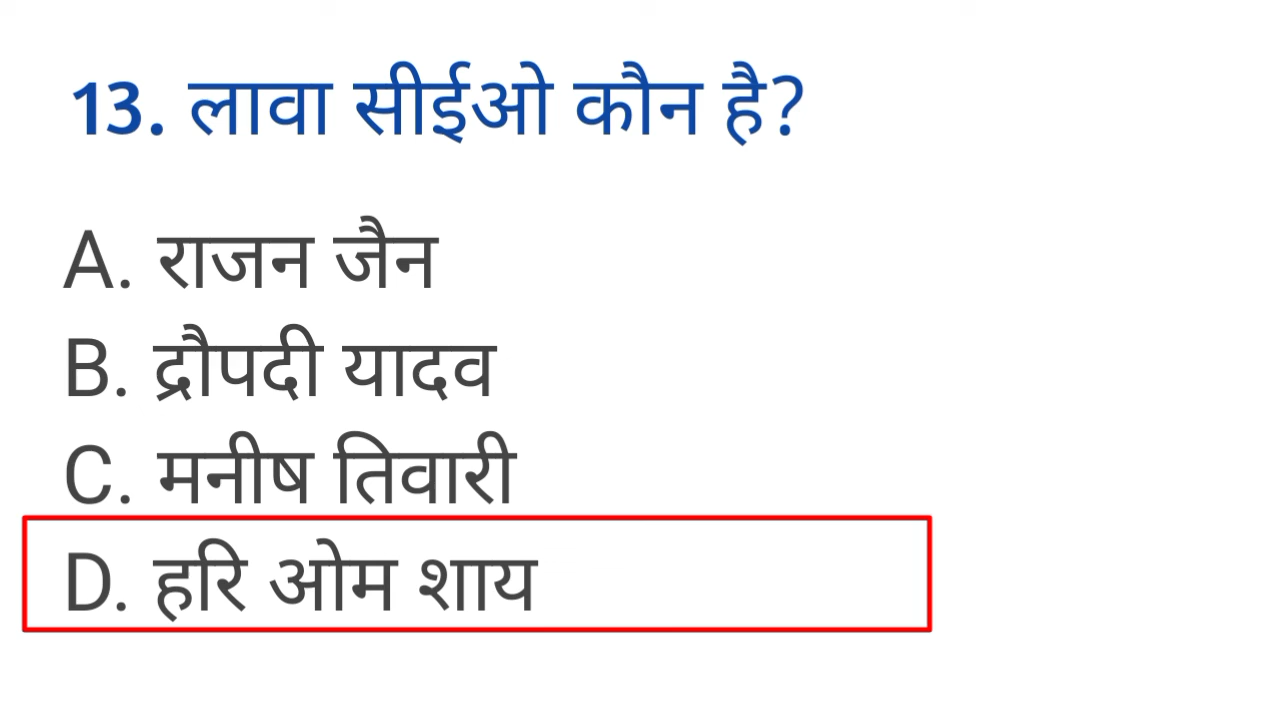 13. लावा सीईओ कौन है?
A. राजन जैन
B. द्रौपदी यादव
C. मनीष तिवारी
D. हरि ओम शाय